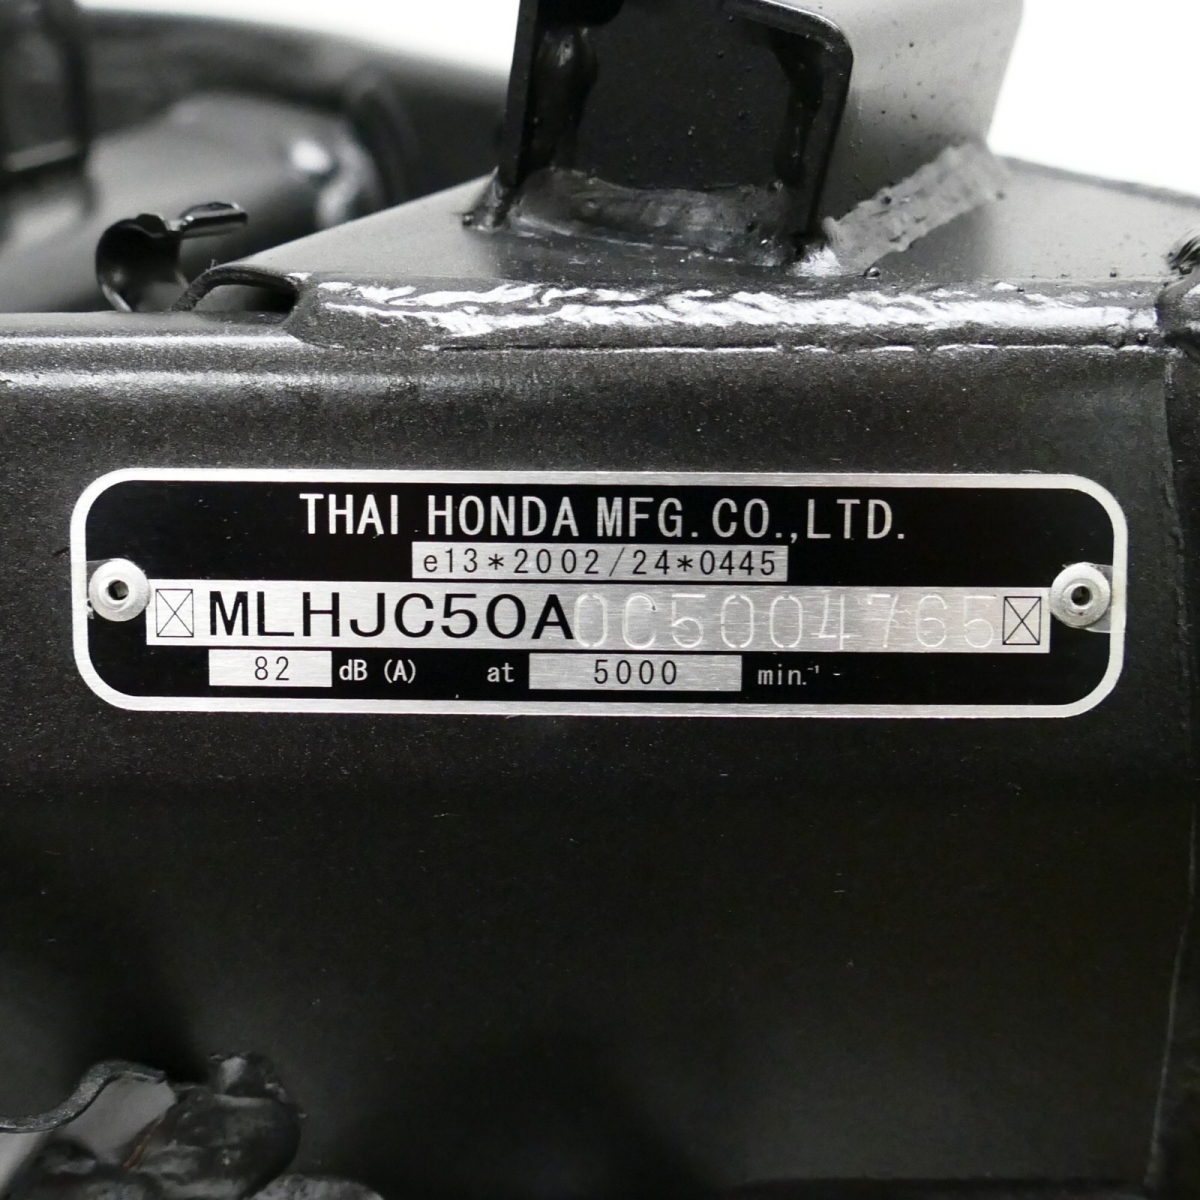 THAI HONDA MFG. CO.,LTD.
e13*2002/24*0445
MLHJC50A0C5004765
82 dB (A) at 5000 min.⁻¹